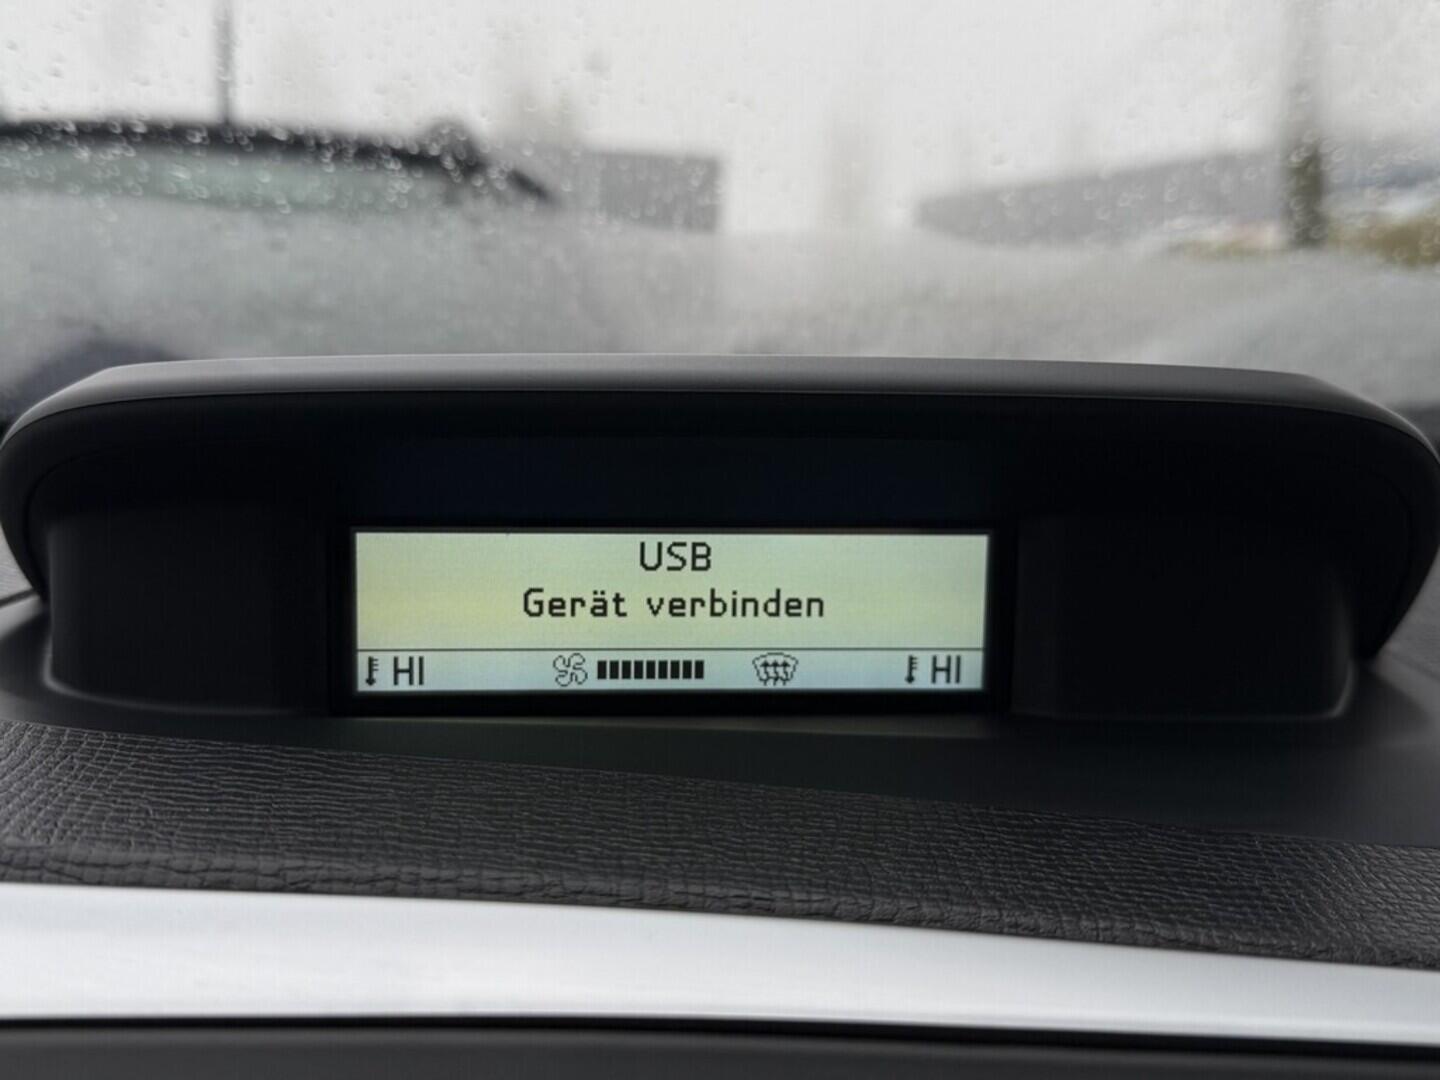 USB
Gerät verbinden
HI HI